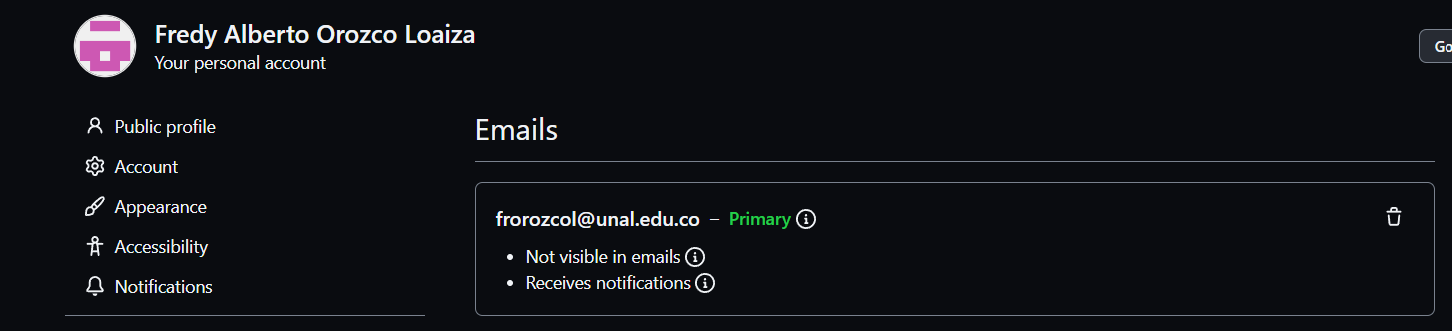 Fredy Alberto Orozco Loaiza
Your personal account
Go
Public profile
Account
Appearance
Accessibility
Notifications
Emails
frorozcol@unal.edu.co – Primary
• Not visible in emails
• Receives notifications